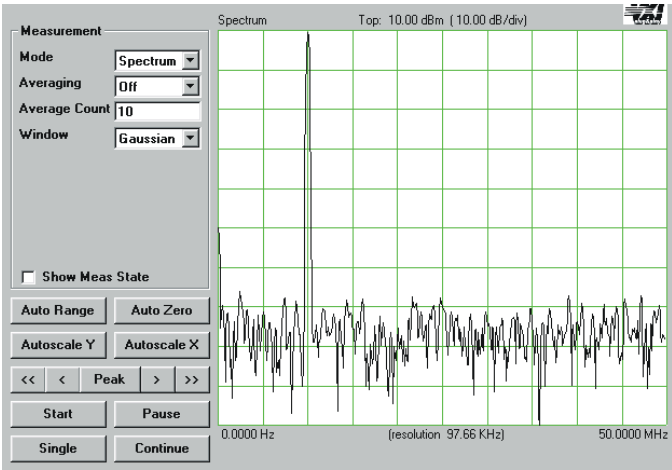 Measurement
Mode Spectrum
Averaging Off
Average Count 10
Window Gaussian
Show Meas State
Auto Range Auto Zero
Autoscale Y Autoscale X
<< < Peak > >>
Start Pause
Single Continue
Spectrum Top: 10.00 dBm ( 10.00 dB/div)
0.0000 Hz (resolution 97.66 KHz) 50.0000 MHz